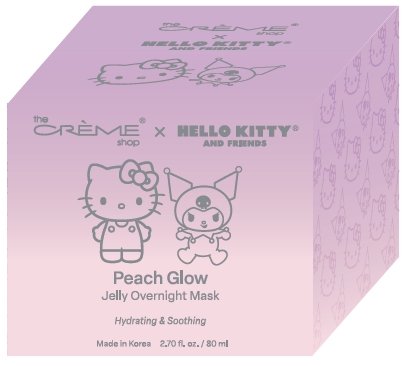 the
CRÈME®
shop
×
HELLO KITTY®
AND FRIENDS
the
CRÈME®
shop
× HELLO KITTY®
AND FRIENDS
Peach Glow
Jelly Overnight Mask
Hydrating & Soothing
Made in Korea 2.70 fl. oz. / 80 ml